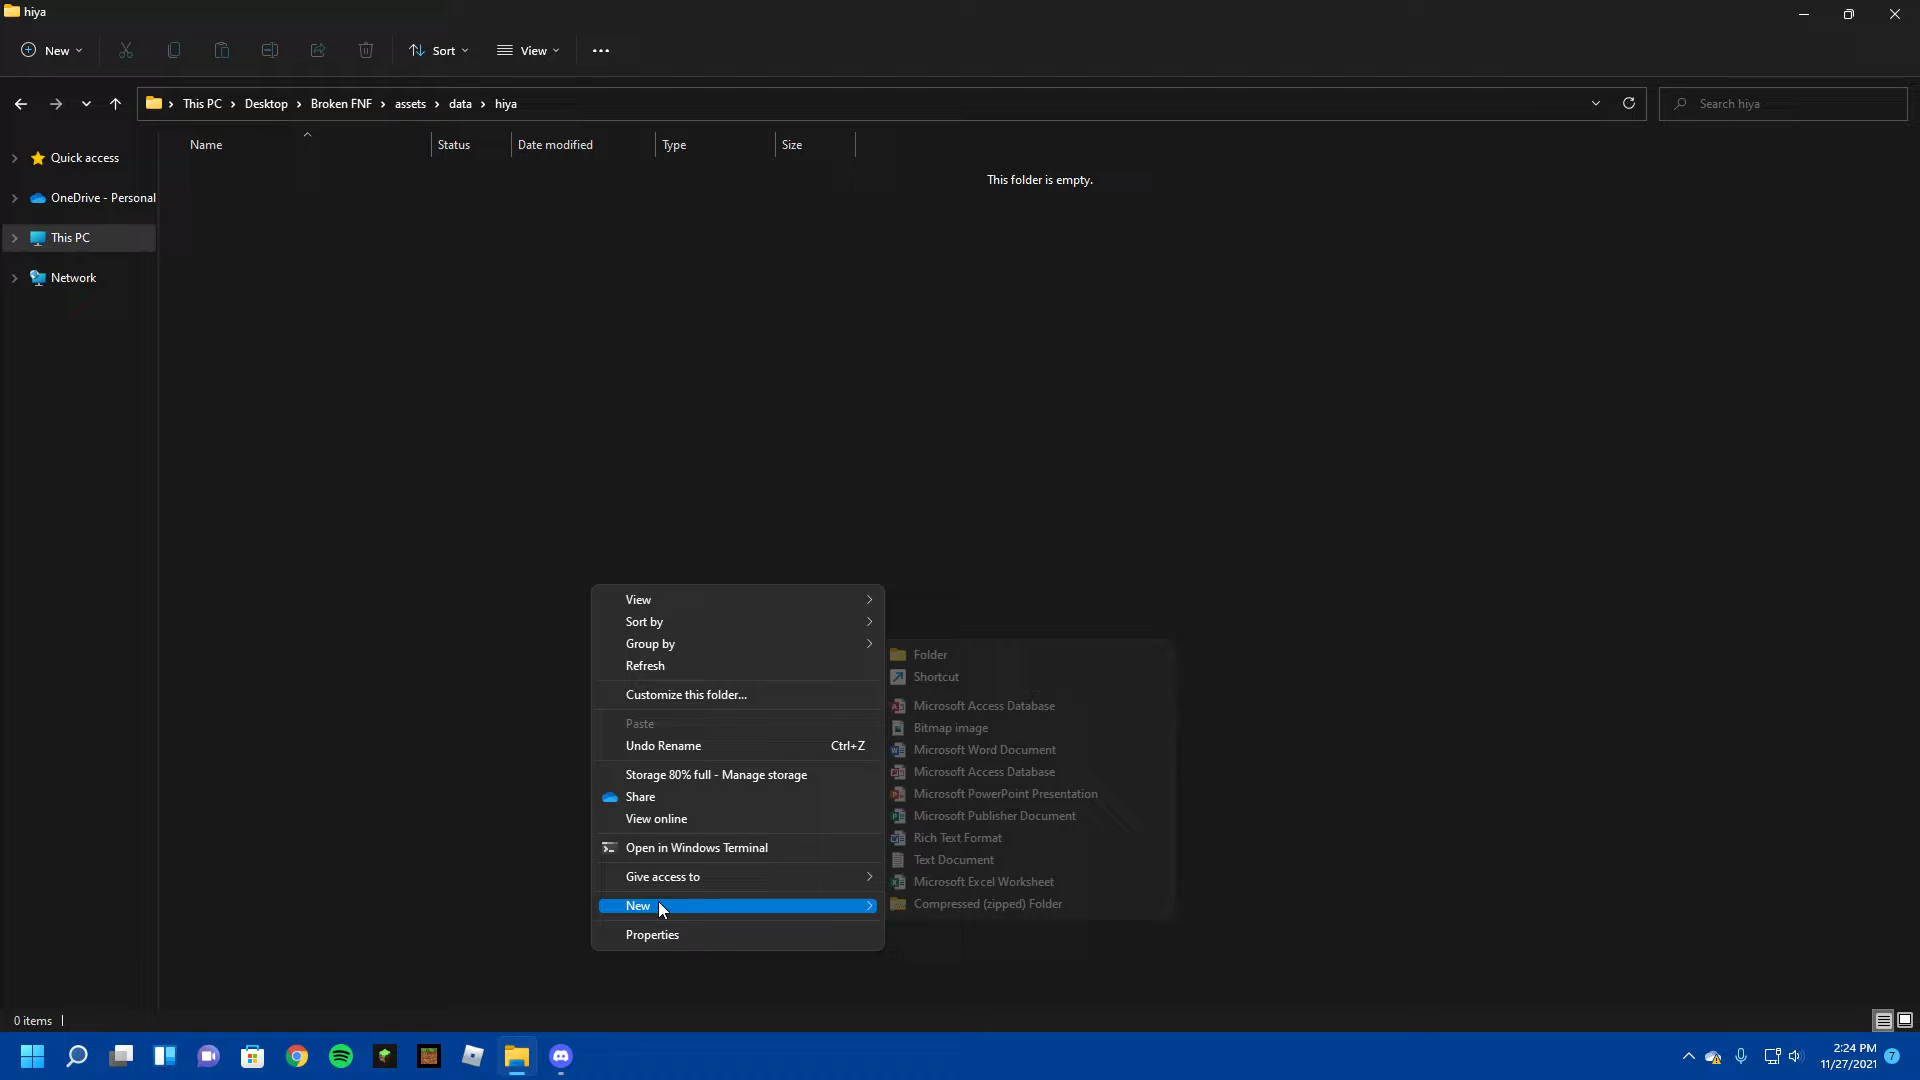 hiya
New
Sort
View
This PC
Desktop
Broken FNF
assets
data
hiya
Search hiya
Name
Status
Date modified
Type
Size
Quick access
OneDrive - Personal
This PC
Network
This folder is empty.
View
Sort by
Group by
Refresh
Customize this folder...
Paste
Undo Rename Ctrl+Z
Storage 80% full - Manage storage
Share
View online
Open in Windows Terminal
Give access to
New
Properties
Folder
Shortcut
Microsoft Access Database
Bitmap image
Microsoft Word Document
Microsoft Access Database
Microsoft PowerPoint Presentation
Microsoft Publisher Document
Rich Text Format
Text Document
Microsoft Excel Worksheet
Compressed (zipped) Folder
0 items
2:24 PM
11/27/2021
7